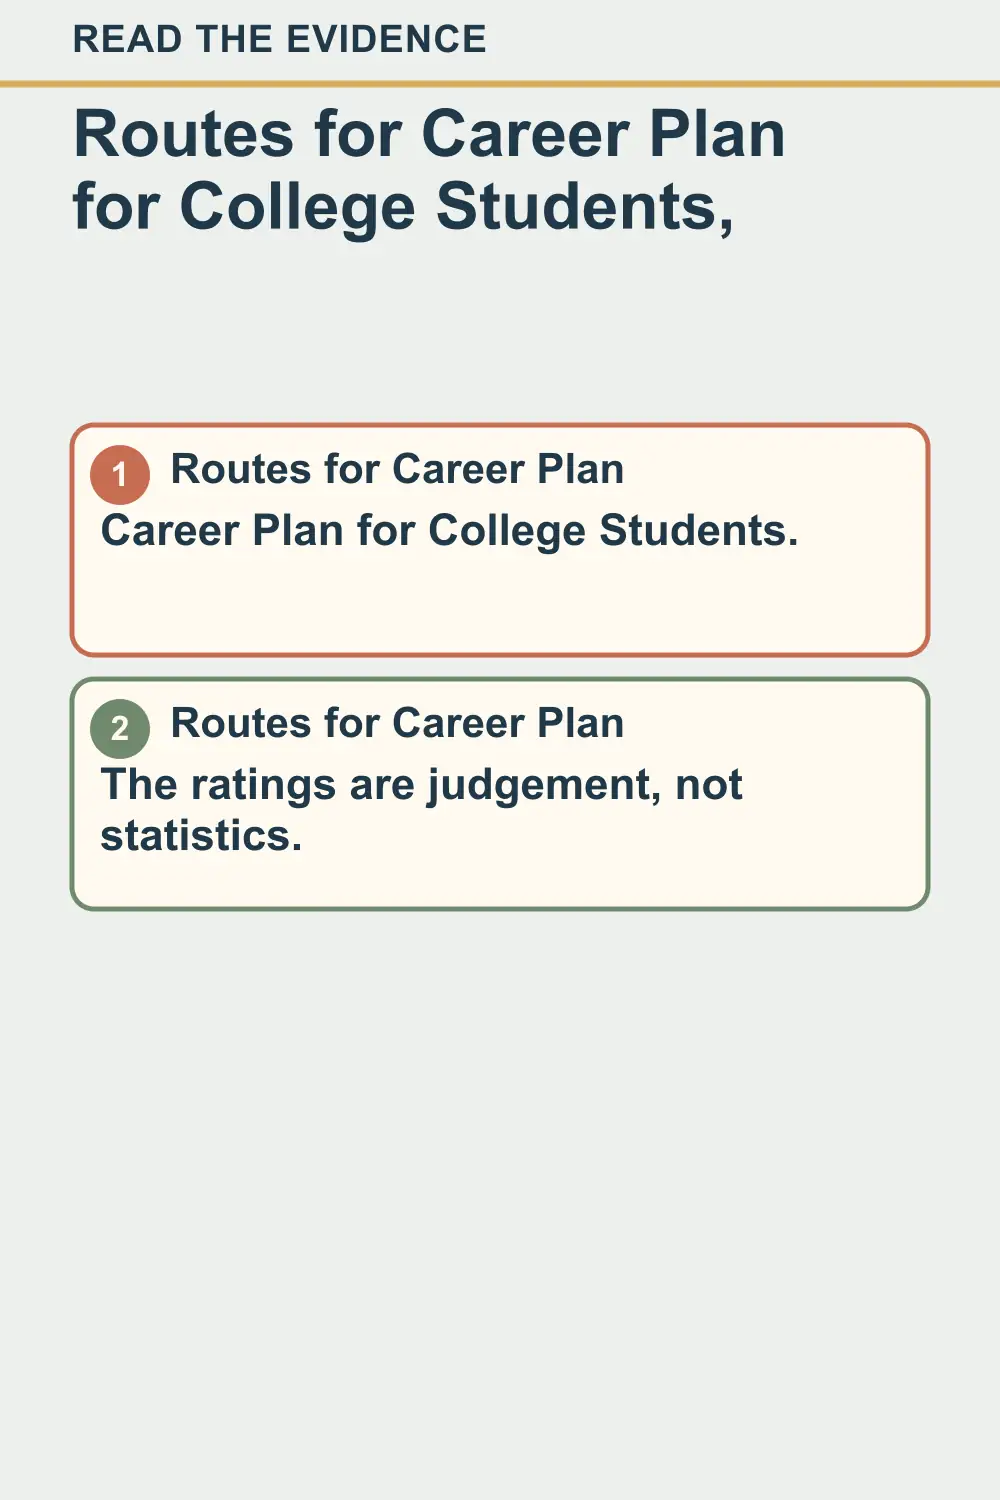 READ THE EVIDENCE
Routes for Career Plan
for College Students,
1 Routes for Career Plan
Career Plan for College Students.
2 Routes for Career Plan
The ratings are judgement, not
statistics.